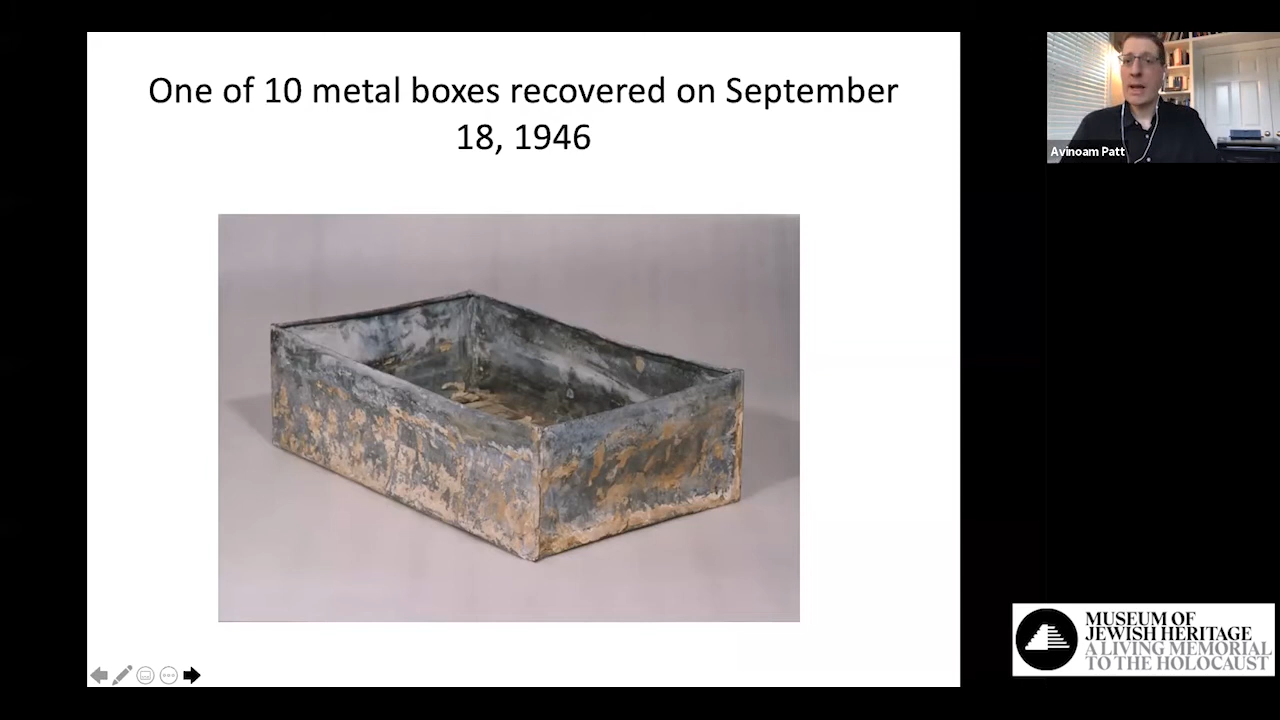 One of 10 metal boxes recovered on September
18, 1946
Avinoam Patt
MUSEUM OF
JEWISH HERITAGE
A LIVING MEMORIAL
TO THE HOLOCAUST